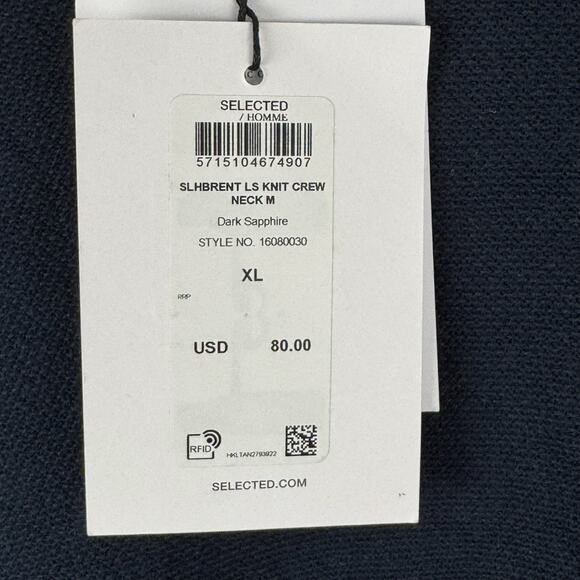 SELECTED
/ HOMME
5715104674907
SLHBRENT LS KNIT CREW
NECK M
Dark Sapphire
STYLE NO. 16080030
XL
RRP
USD 80.00
RFID
HKLTAN2793922
SELECTED.COM